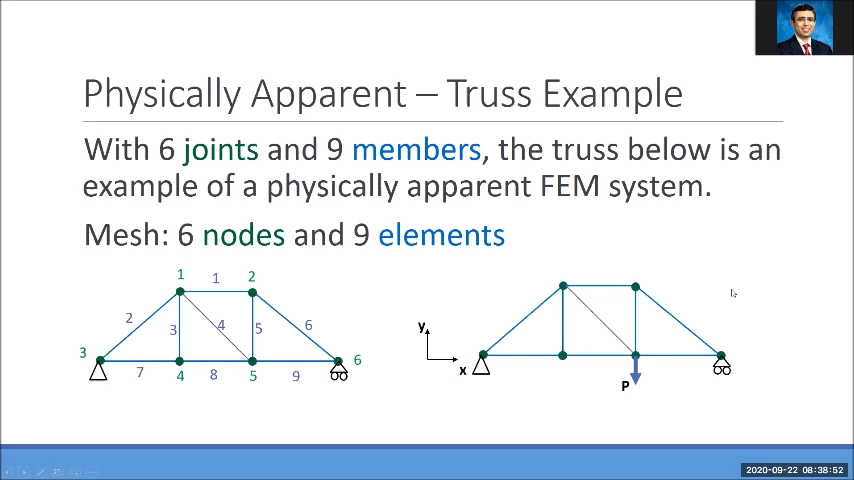 Physically Apparent – Truss Example
With 6 joints and 9 members, the truss below is an
example of a physically apparent FEM system.
Mesh: 6 nodes and 9 elements
1 1 2
2 3 4 5 6
3 6
7 4 8 5 9
y
x
P
2020-09-22 08:38:52